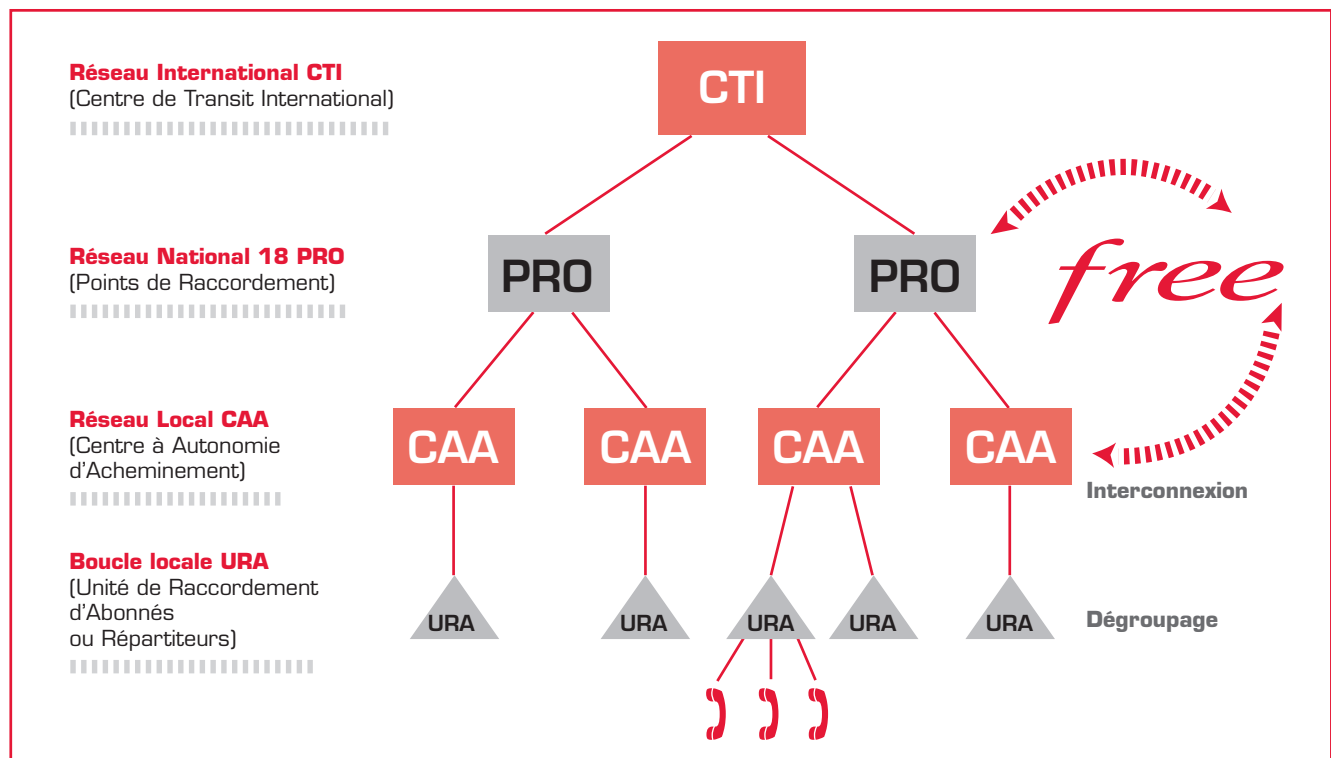 Réseau International CTI
(Centre de Transit International)
CTI
Réseau National 18 PRO
(Points de Raccordement)
PRO
PRO
free
Réseau Local CAA
(Centre à Autonomie
d'Acheminement)
CAA
CAA
CAA
CAA
Interconnexion
Boucle locale URA
(Unité de Raccordement
d'Abonnés
ou Répartiteurs)
URA
URA
URA
URA
URA
Dégroupage